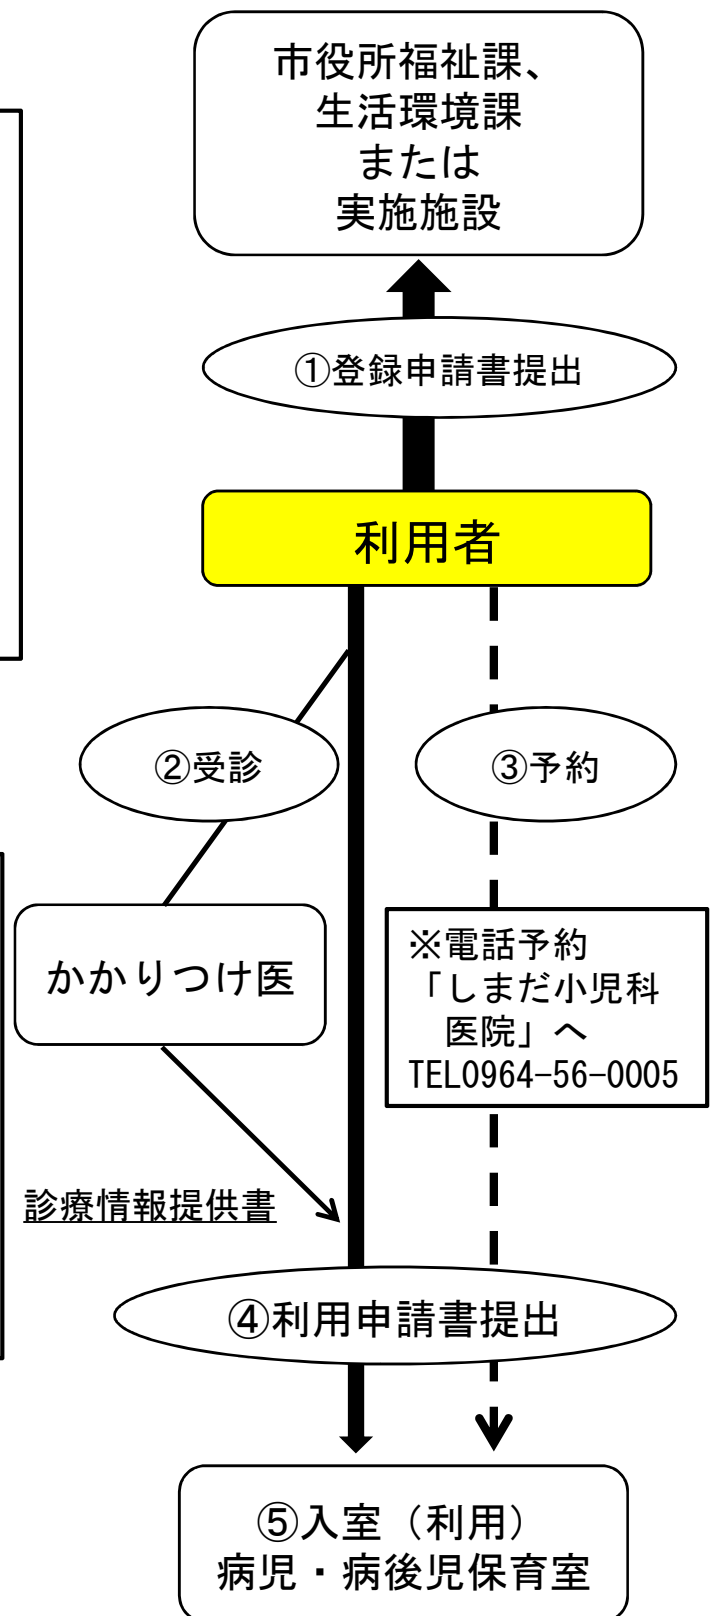 市役所福祉課、
生活環境課
または
実施施設
①登録申請書提出
利用者
②受診
③予約
かかりつけ医
※電話予約
「しまだ小児科
医院」へ
TEL0964-56-0005
診療情報提供書
④利用申請書提出
⑤入室（利用）
病児・病後児保育室